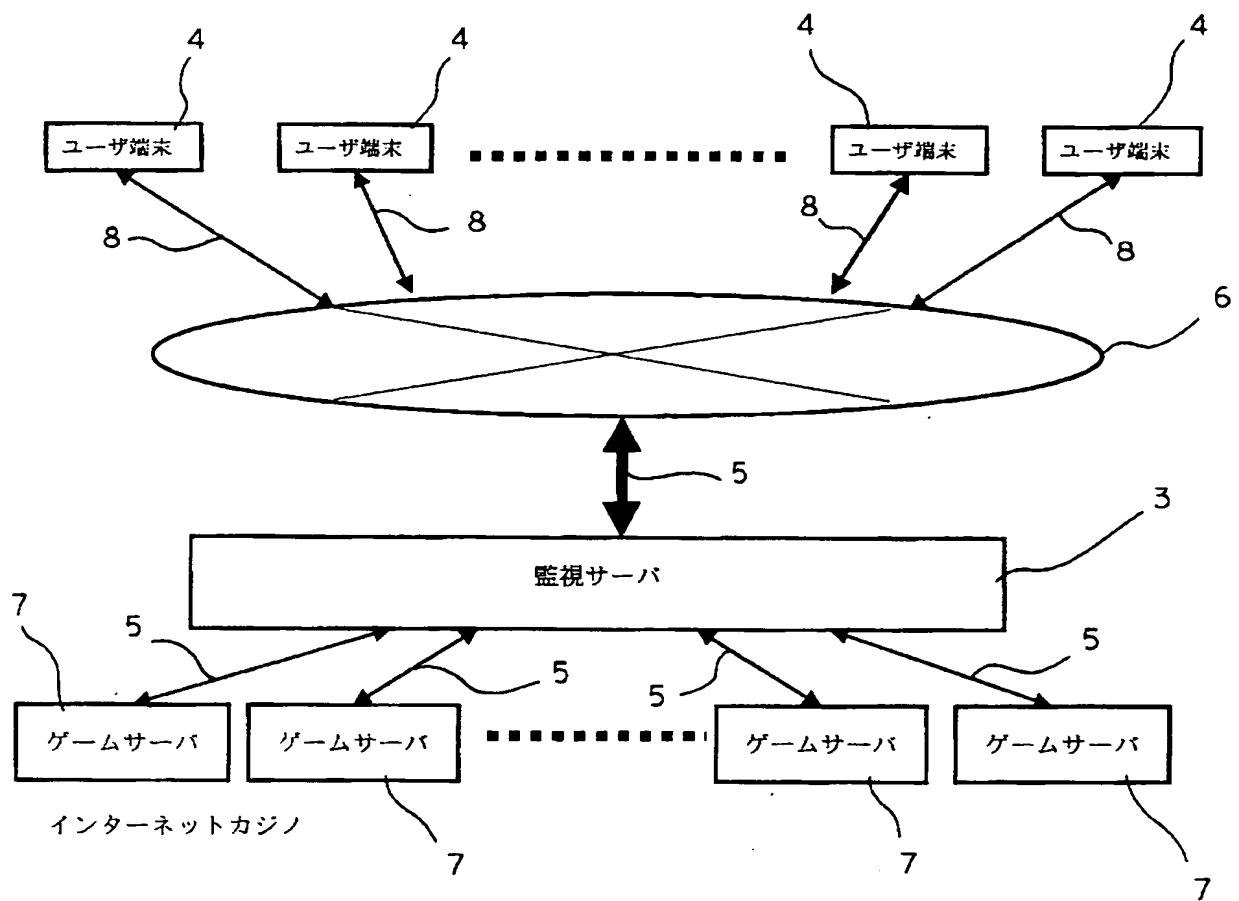 4 4 4 4
ユーザ端末 ユーザ端末 ユーザ端末 ユーザ端末
8 8 8 8
6
5
3
監視サーバ
7 5 5 5 5
ゲームサーバ ゲームサーバ ゲームサーバ ゲームサーバ
インターネットカジノ
7 7 7